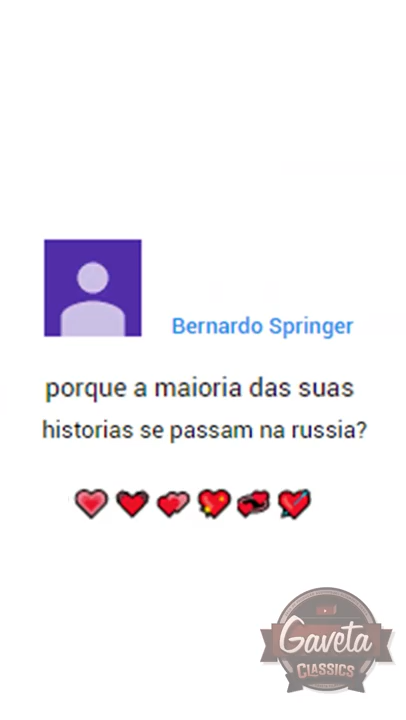 Bernardo Springer
porque a maioria das suas
historias se passam na russia?
Gaveta
CLASSICS